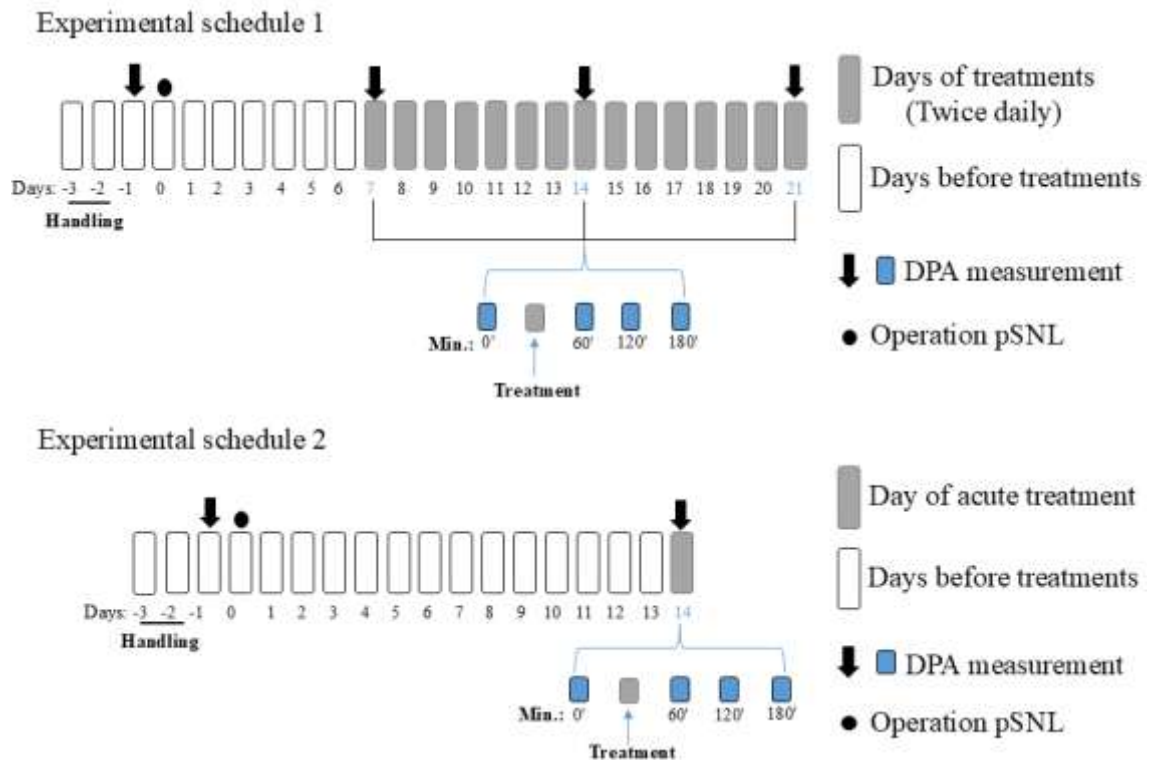 Experimental schedule 1
Days of treatments
(Twice daily)
Days: -3 -2 -1 0 1 2 3 4 5 6 7 8 9 10 11 12 13 14 15 16 17 18 19 20 21
Days before treatments
Handling
DPA measurement
Min.: 0' 60' 120' 180'
Operation pSNL
Treatment
Experimental schedule 2
Day of acute treatment
Days before treatments
Days: -3 -2 -1 0 1 2 3 4 5 6 7 8 9 10 11 12 13 14
Handling
DPA measurement
Min.: 0' 60' 120' 180'
Operation pSNL
Treatment